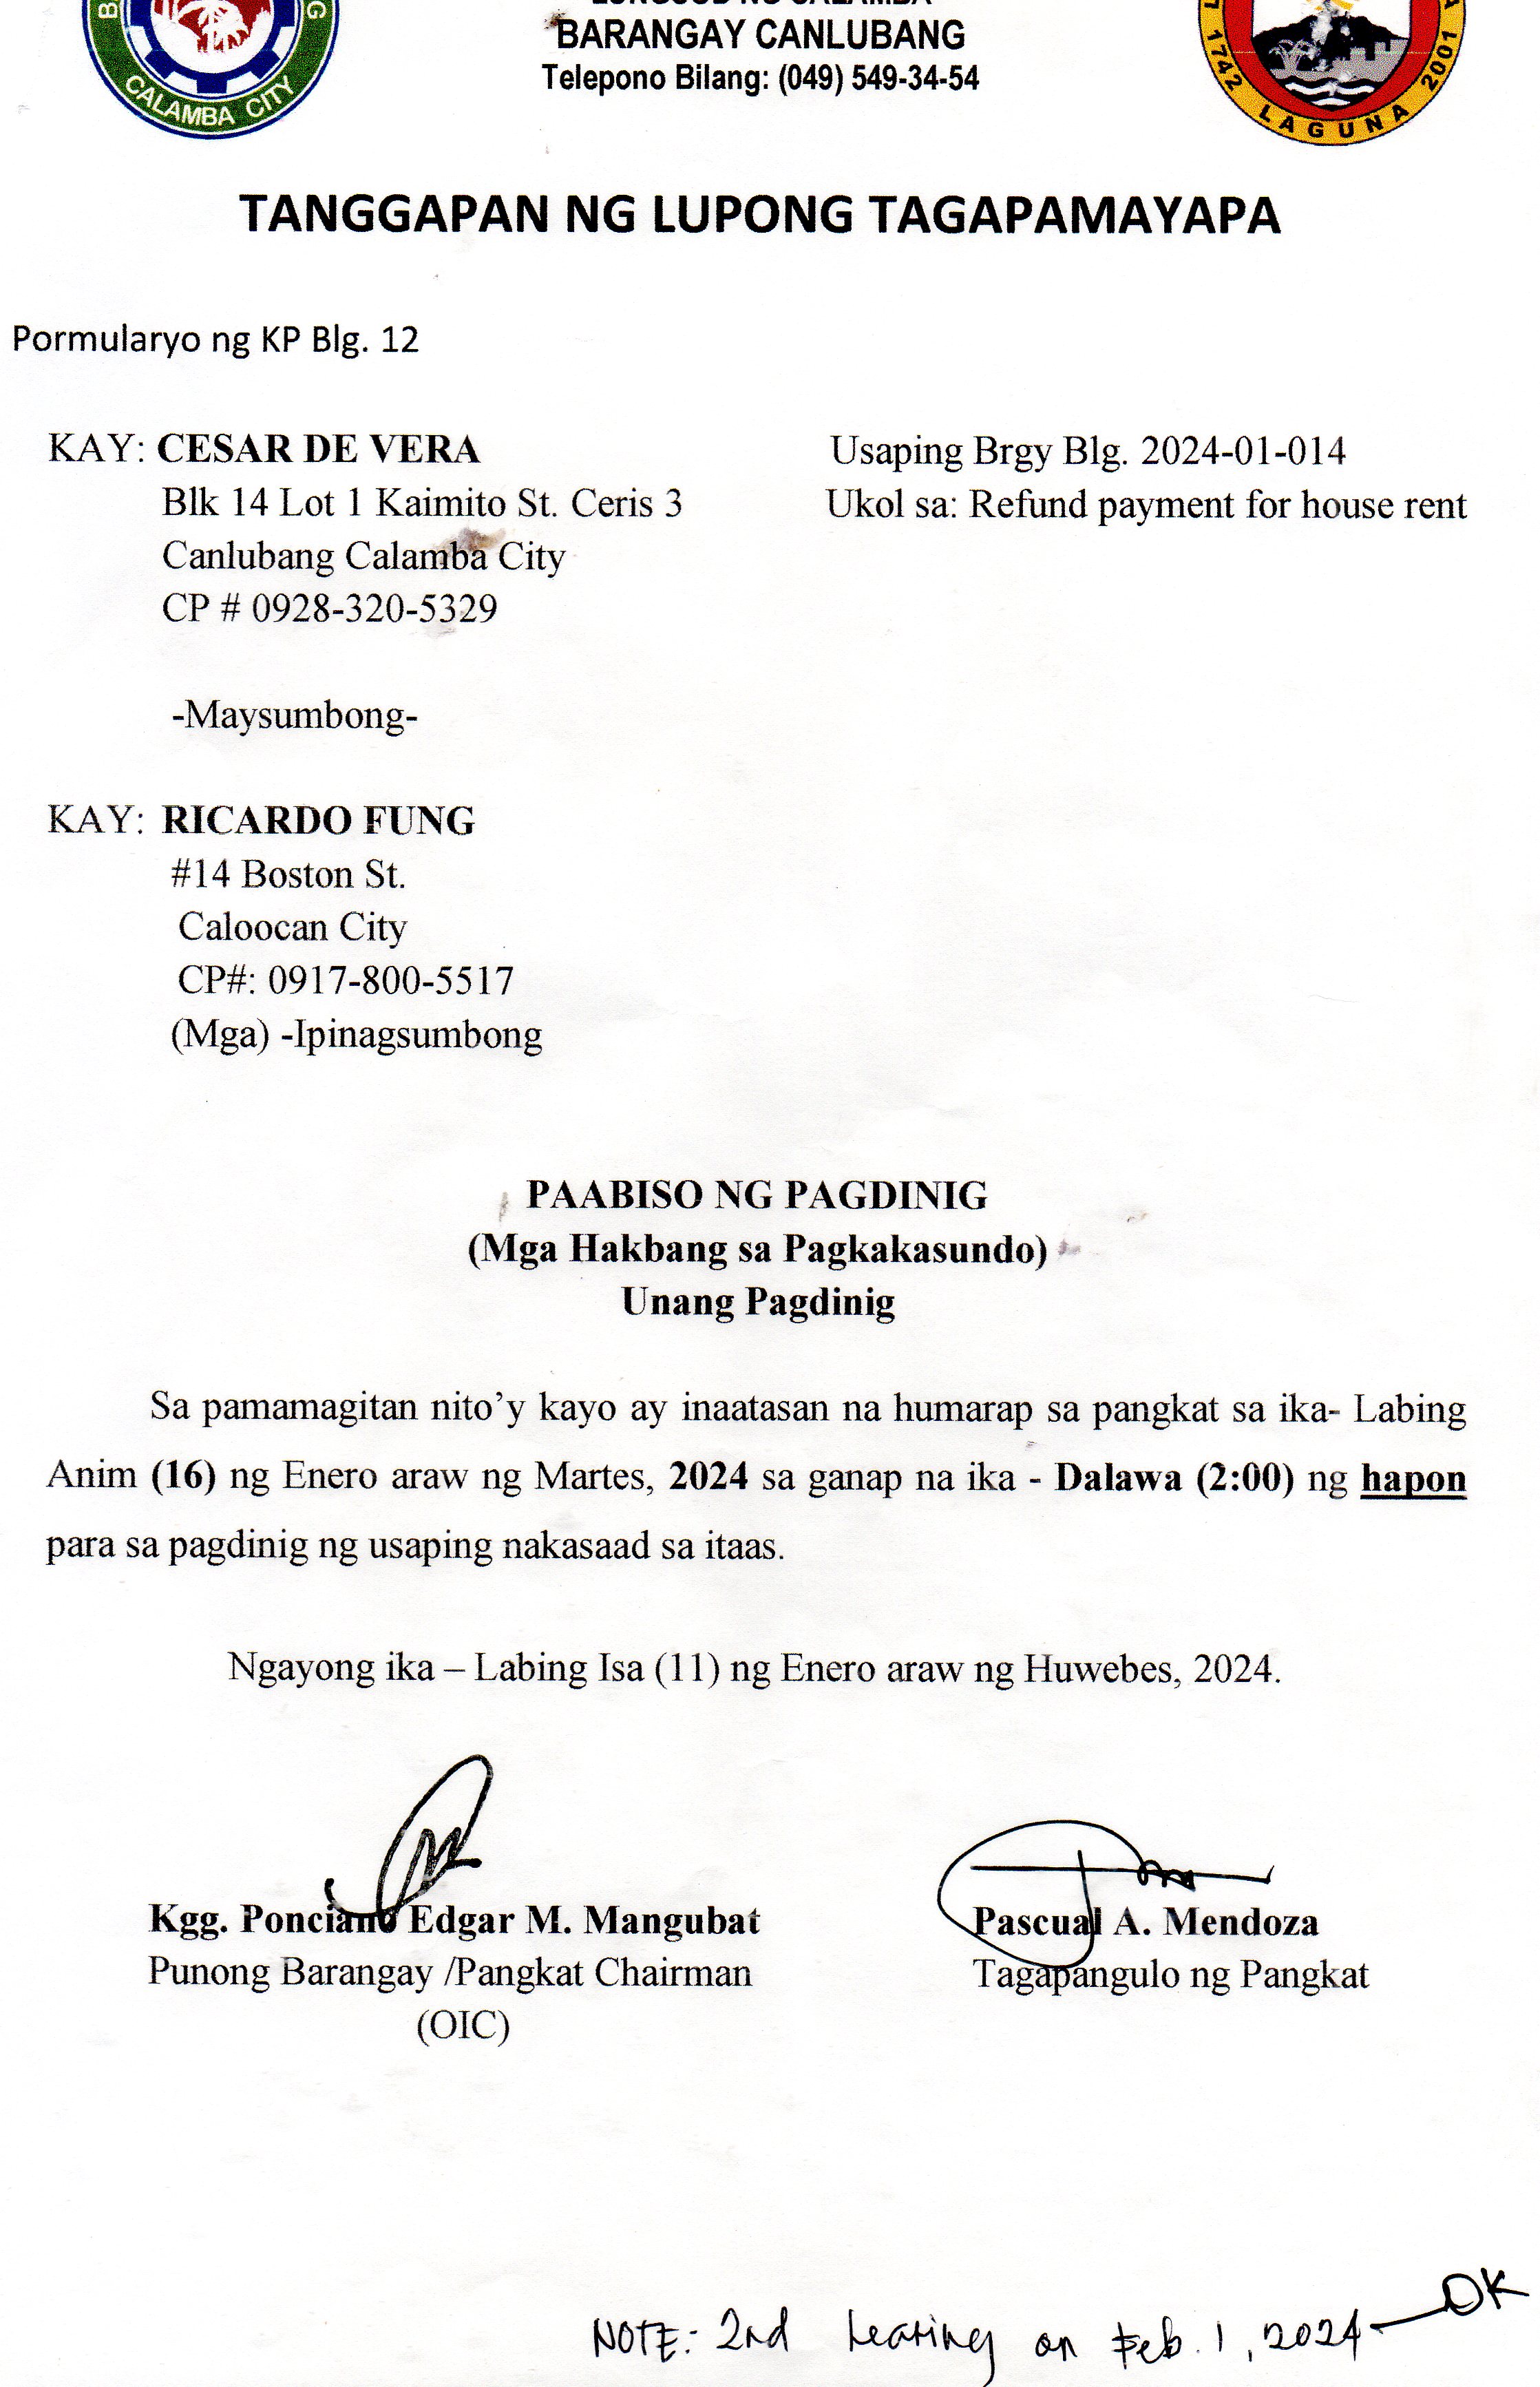 LUNGSOD NG CALAMBA
BARANGAY CANLUBANG
Telepono Bilang: (049) 549-34-54
CALAMBA CITY
1742 LAGUNA 2001
TANGGAPAN NG LUPONG TAGAPAMAYAPA
Pormularyo ng KP Blg. 12
KAY: CESAR DE VERA
Blk 14 Lot 1 Kaimito St. Ceris 3
Canlubang Calamba City
CP # 0928-320-5329
Usaping Brgy Blg. 2024-01-014
Ukol sa: Refund payment for house rent
-Maysumbong-
KAY: RICARDO FUNG
#14 Boston St.
Caloocan City
CP#: 0917-800-5517
(Mga) -Ipinagsumbong
PAABISO NG PAGDINIG
(Mga Hakbang sa Pagkakasundo)
Unang Pagdinig
Sa pamamagitan nito’y kayo ay inaatasan na humarap sa pangkat sa ika- Labing
Anim (16) ng Enero araw ng Martes, 2024 sa ganap na ika - Dalawa (2:00) ng hapon
para sa pagdinig ng usaping nakasaad sa itaas.
Ngayong ika – Labing Isa (11) ng Enero araw ng Huwebes, 2024.
Kgg. Ponciano Edgar M. Mangubat
Punong Barangay /Pangkat Chairman
(OIC)
Pascual A. Mendoza
Tagapangulo ng Pangkat
NOTE: 2nd hearing on Feb. 1, 2024 — OK